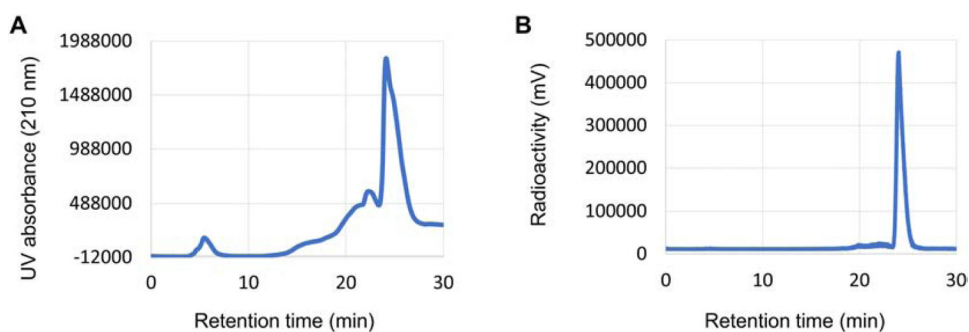 A
UV absorbance (210 nm)
1988000
1488000
988000
488000
-12000
0 10 20 30
Retention time (min)
B
Radioactivity (mV)
500000
400000
300000
200000
100000
0
0 10 20 30
Retention time (min)